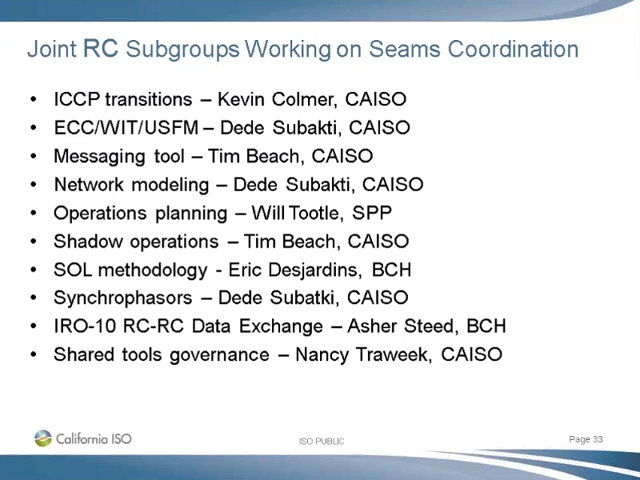 Joint RC Subgroups Working on Seams Coordination
• ICCP transitions – Kevin Colmer, CAISO
• ECC/WIT/USFM – Dede Subakti, CAISO
• Messaging tool – Tim Beach, CAISO
• Network modeling – Dede Subakti, CAISO
• Operations planning – Will Tootle, SPP
• Shadow operations – Tim Beach, CAISO
• SOL methodology - Eric Desjardins, BCH
• Synchrophasors – Dede Subatki, CAISO
• IRO-10 RC-RC Data Exchange – Asher Steed, BCH
• Shared tools governance – Nancy Traweek, CAISO
California ISO
ISO PUBLIC
Page 33